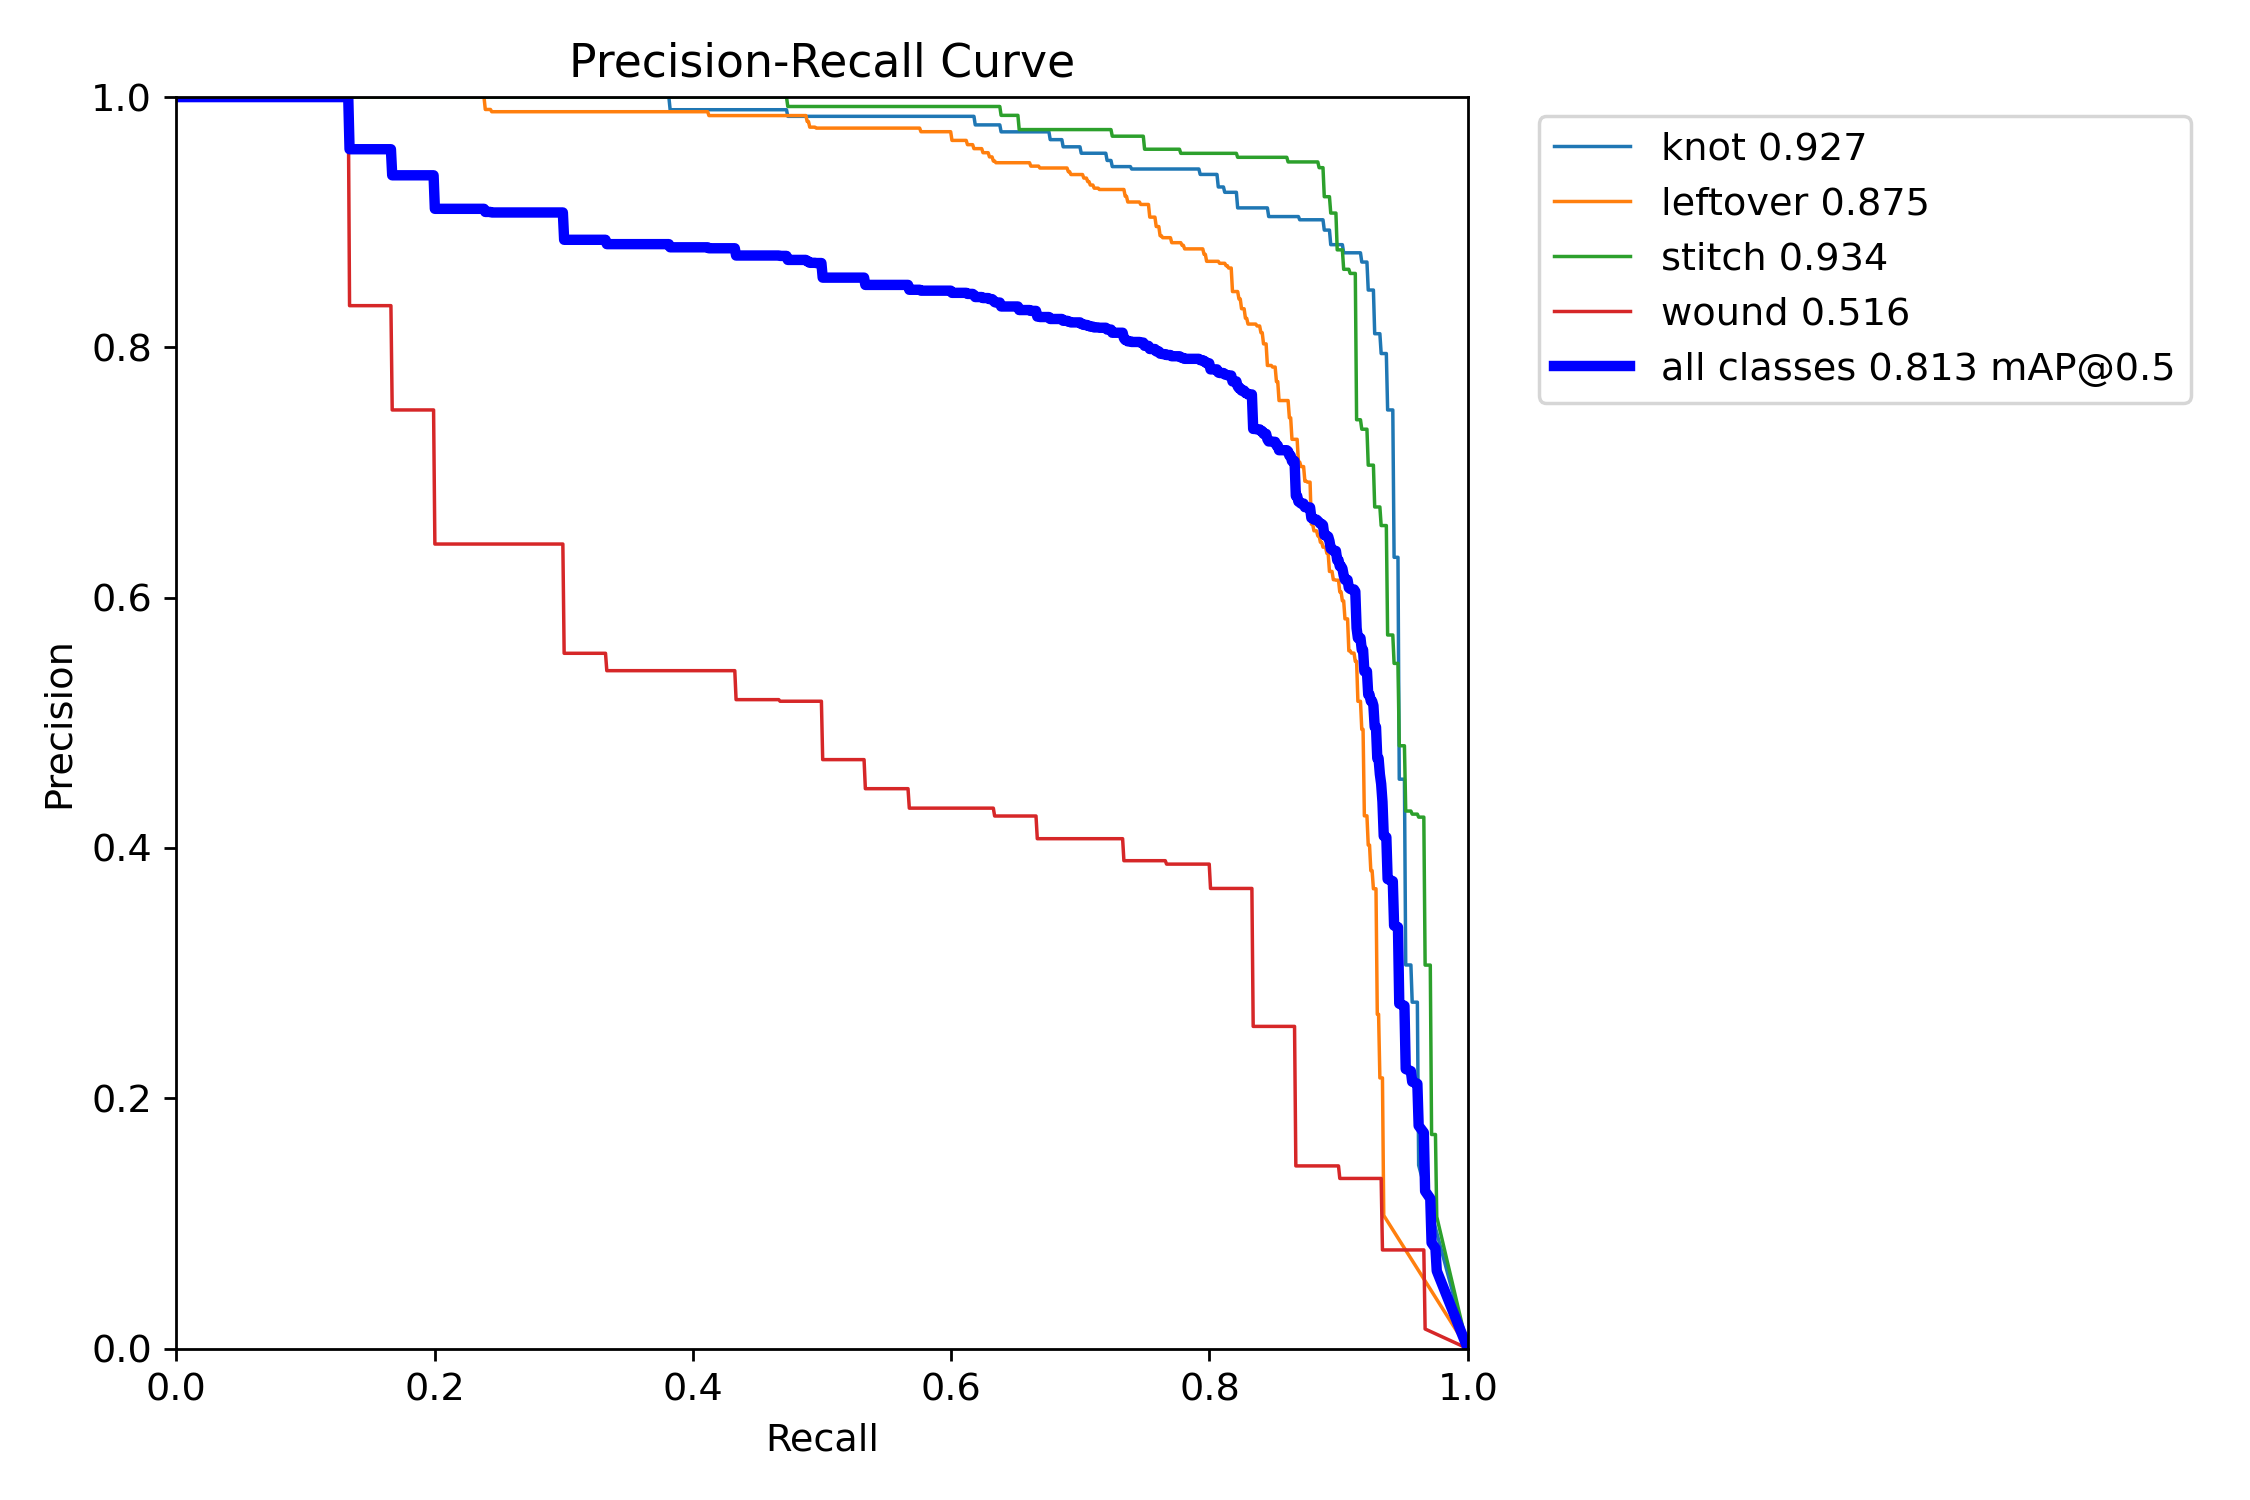 Precision-Recall Curve
1.0
0.8
0.6
0.4
0.2
0.0
Precision
0.0 0.2 0.4 0.6 0.8 1.0
Recall
knot 0.927
leftover 0.875
stitch 0.934
wound 0.516
all classes 0.813 mAP@0.5